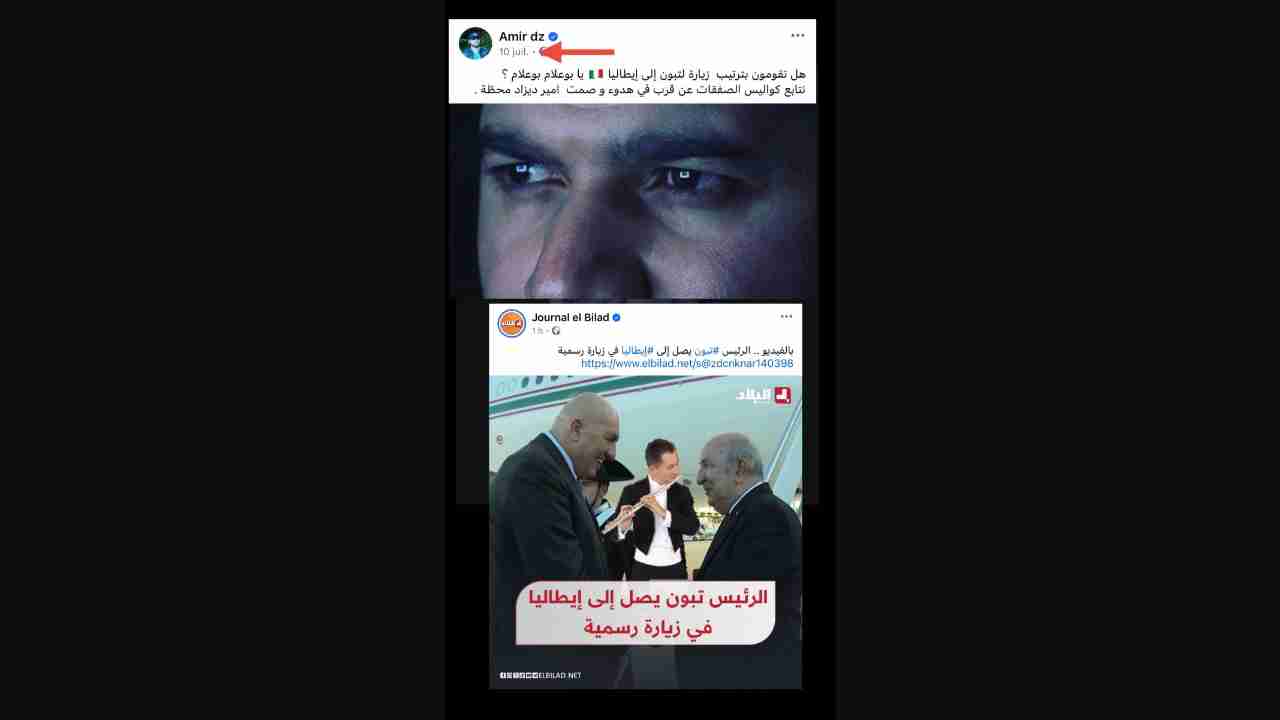 Amir dz
10 juil. ·
هل تقومون بترتيب زيارة لتبون إلى إيطاليا 🇮🇹 يا بوعلام بوعلام ؟
نتابع كواليس الصفقات عن قرب في هدوء و صمت أمير ديزاد محظة .
Journal el Bilad
1 h ·
بالفيديو .. الرئيس #تبون يصل إلى #إيطاليا في زيارة رسمية
https://www.elbilad.net/s@zdcnknar140398
البلاد
الرئيس تبون يصل إلى إيطاليا
في زيارة رسمية
ELBILAD.NET